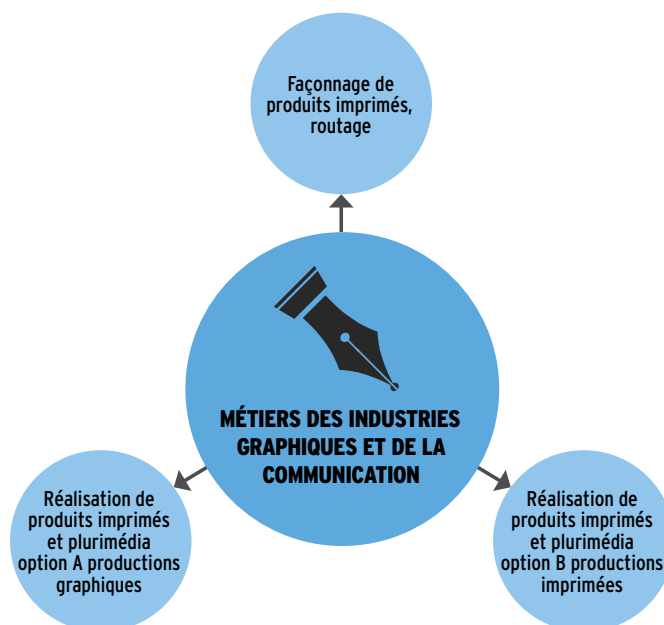 Façonnage de
produits imprimés,
routage
MÉTIERS DES INDUSTRIES
GRAPHIQUES ET DE LA
COMMUNICATION
Réalisation de
produits imprimés
et plurimédia
option A productions
graphiques
Réalisation de
produits imprimés
et plurimédia
option B productions
imprimées